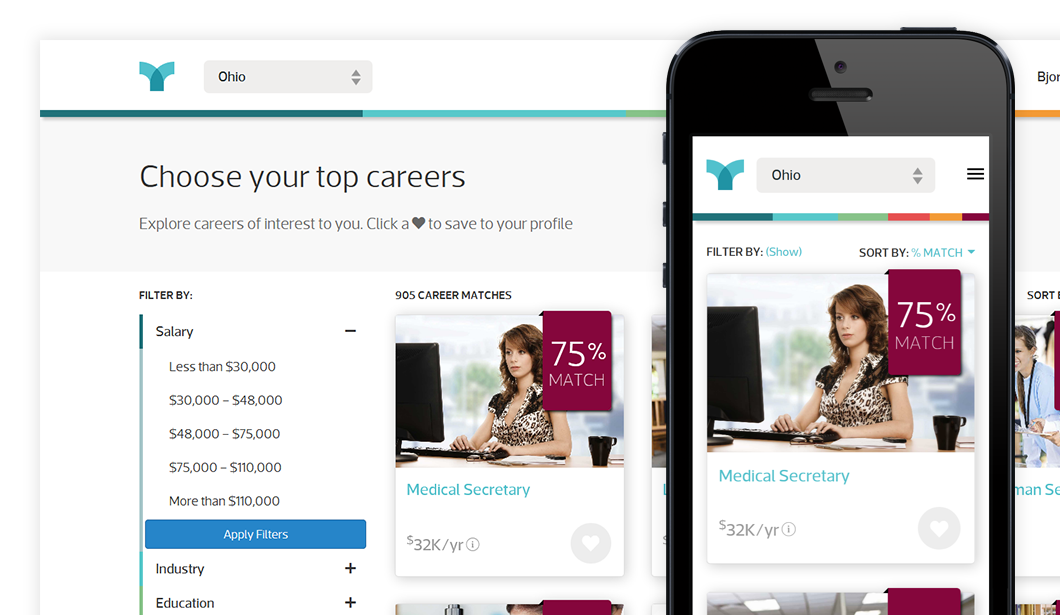 Ohio
Bjor
Choose your top careers
Explore careers of interest to you. Click a ♥ to save to your profile
FILTER BY:
Salary
Less than $30,000
$30,000 – $48,000
$48,000 – $75,000
$75,000 – $110,000
More than $110,000
Apply Filters
Industry
Education
905 CAREER MATCHES
75%
MATCH
Medical Secretary
$32K/yr
SORT
man Se
Ohio
FILTER BY: (Show)
SORT BY: % MATCH
75%
MATCH
Medical Secretary
$32K/yr